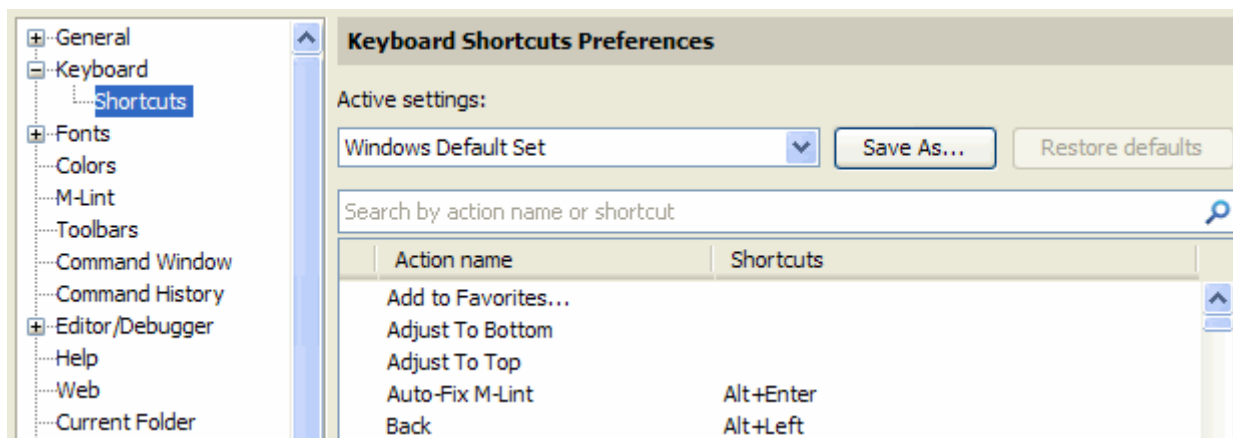 General
Keyboard
Shortcuts
Fonts
Colors
M-Lint
Toolbars
Command Window
Command History
Editor/Debugger
Help
Web
Current Folder
Keyboard Shortcuts Preferences
Active settings:
Windows Default Set
Save As...
Restore defaults
Search by action name or shortcut
Action name Shortcuts
Add to Favorites...
Adjust To Bottom
Adjust To Top
Auto-Fix M-Lint Alt+Enter
Back Alt+Left